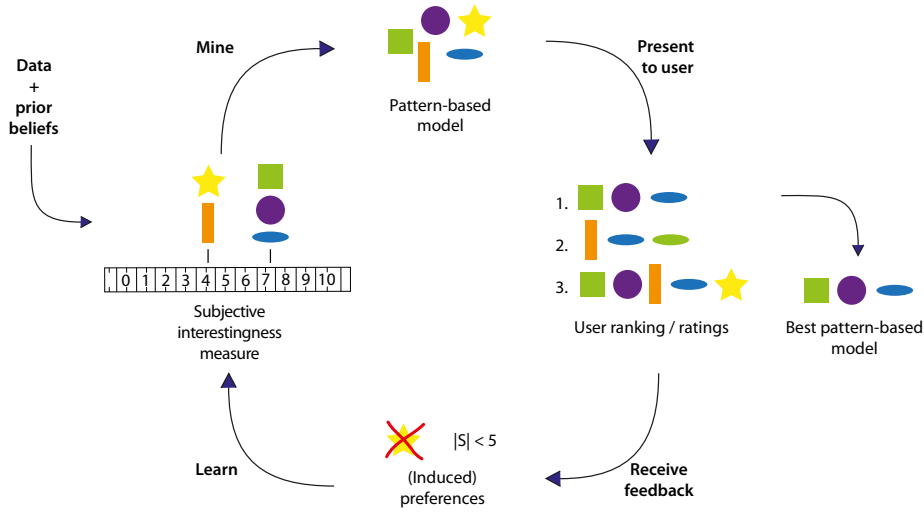 Data
+
prior
beliefs
Mine
Pattern-based
model
Present
to user
0 1 2 3 4 5 6 7 8 9 10
Subjective
interestingness
measure
1.
2.
3.
User ranking / ratings
Best pattern-based
model
Learn
|S| < 5
(Induced)
preferences
Receive
feedback